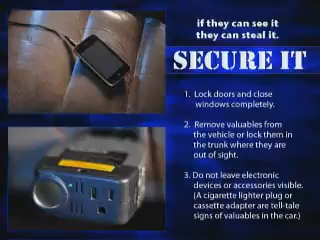 if they can see it
they can steal it.
SECURE IT
1. Lock doors and close
windows completely.
2. Remove valuables from
the vehicle or lock them in
the trunk where they are
out of sight.
3. Do not leave electronic
devices or accessories visible.
(A cigarette lighter plug or
cassette adapter are tell-tale
signs of valuables in the car.)